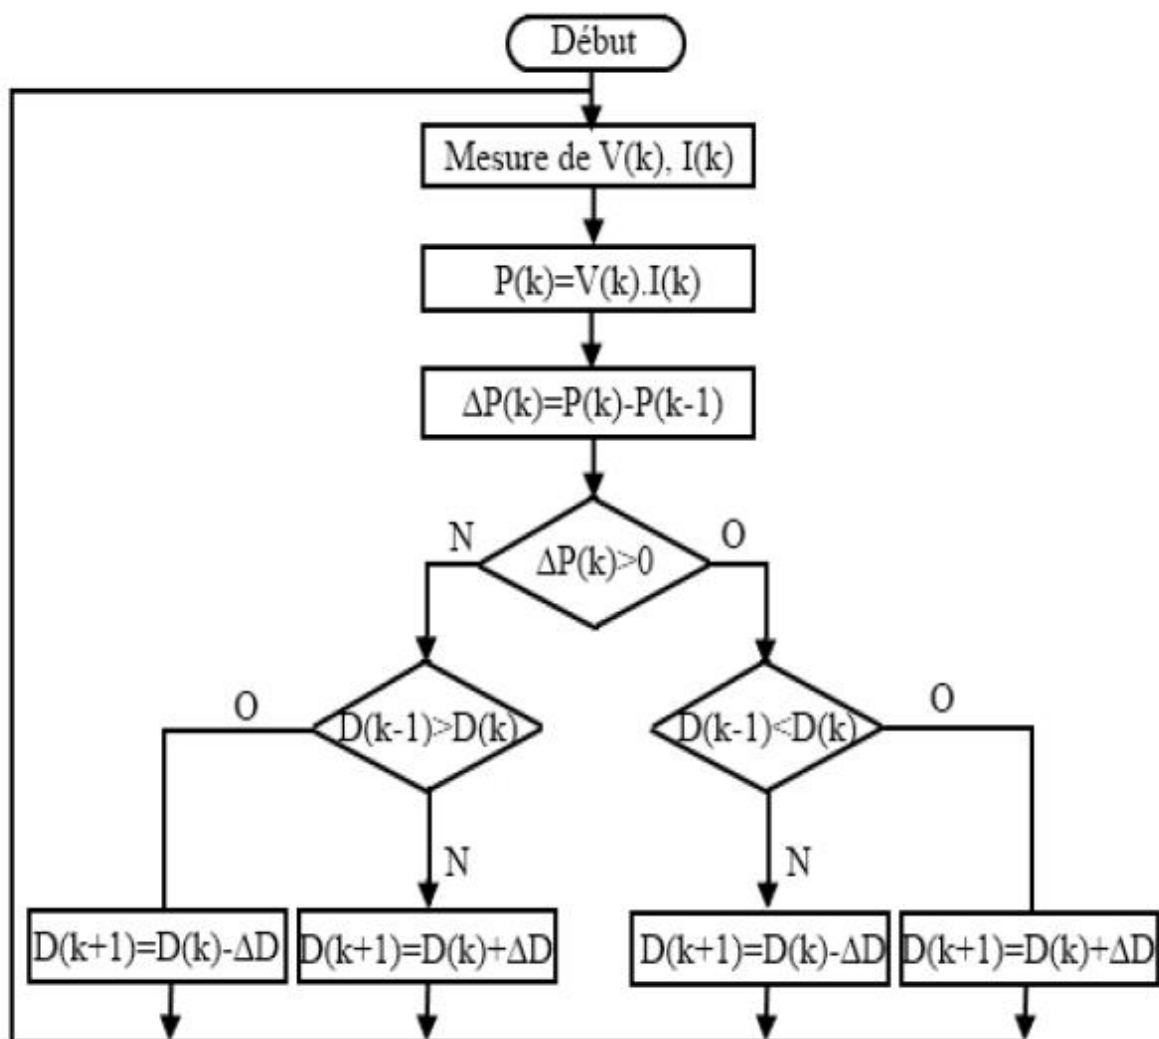 Début
Mesure de V(k), I(k)
P(k)=V(k).I(k)
ΔP(k)=P(k)-P(k-1)
N
O
ΔP(k)>0
O
D(k-1)>D(k)
D(k-1)<D(k)
O
N
N
D(k+1)=D(k)-ΔD
D(k+1)=D(k)+ΔD
D(k+1)=D(k)-ΔD
D(k+1)=D(k)+ΔD